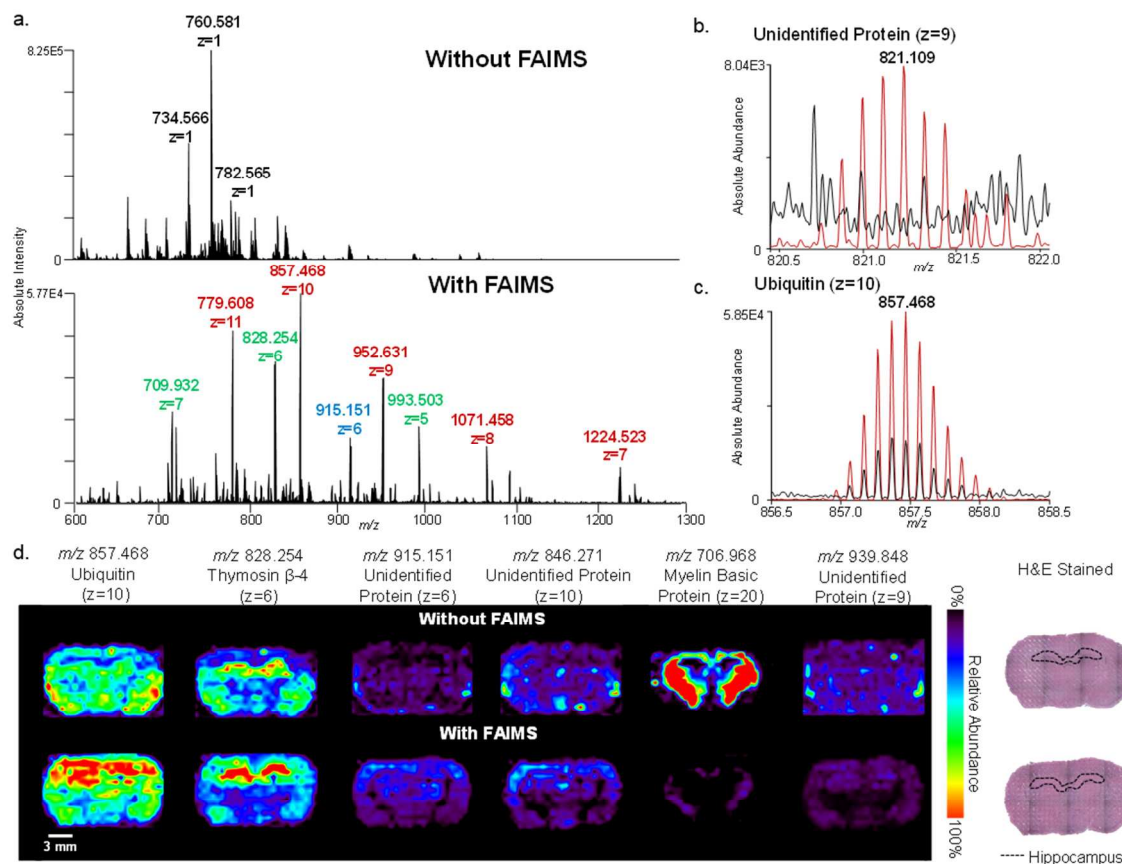 a.
Without FAIMS
8.25E5
760.581
z=1
734.566
z=1
782.565
z=1
0
Absolute Intensity
With FAIMS
5.77E4
857.468
z=10
779.608
z=11
828.254
z=6
952.631
z=9
709.932
z=7
915.151
z=6
993.503
z=5
1071.458
z=8
1224.523
z=7
0
600 700 800 900 1000 1100 1200 1300
m/z
b.
Unidentified Protein (z=9)
821.109
8.04E3
Absolute Abundance
0
820.5 821.0 821.5 822.0
m/z
c.
Ubiquitin (z=10)
857.468
5.85E4
Absolute Abundance
0
856.5 857.0 857.5 858.0 858.5
m/z
d.
m/z 857.468
Ubiquitin
(z=10)
m/z 828.254
Thymosin β-4
(z=6)
m/z 915.151
Unidentified
Protein (z=6)
m/z 846.271
Unidentified Protein
(z=10)
m/z 706.968
Myelin Basic
Protein (z=20)
m/z 939.848
Unidentified
Protein (z=9)
H&E Stained
Without FAIMS
With FAIMS
3 mm
0%
Relative Abundance
100%
Hippocampus